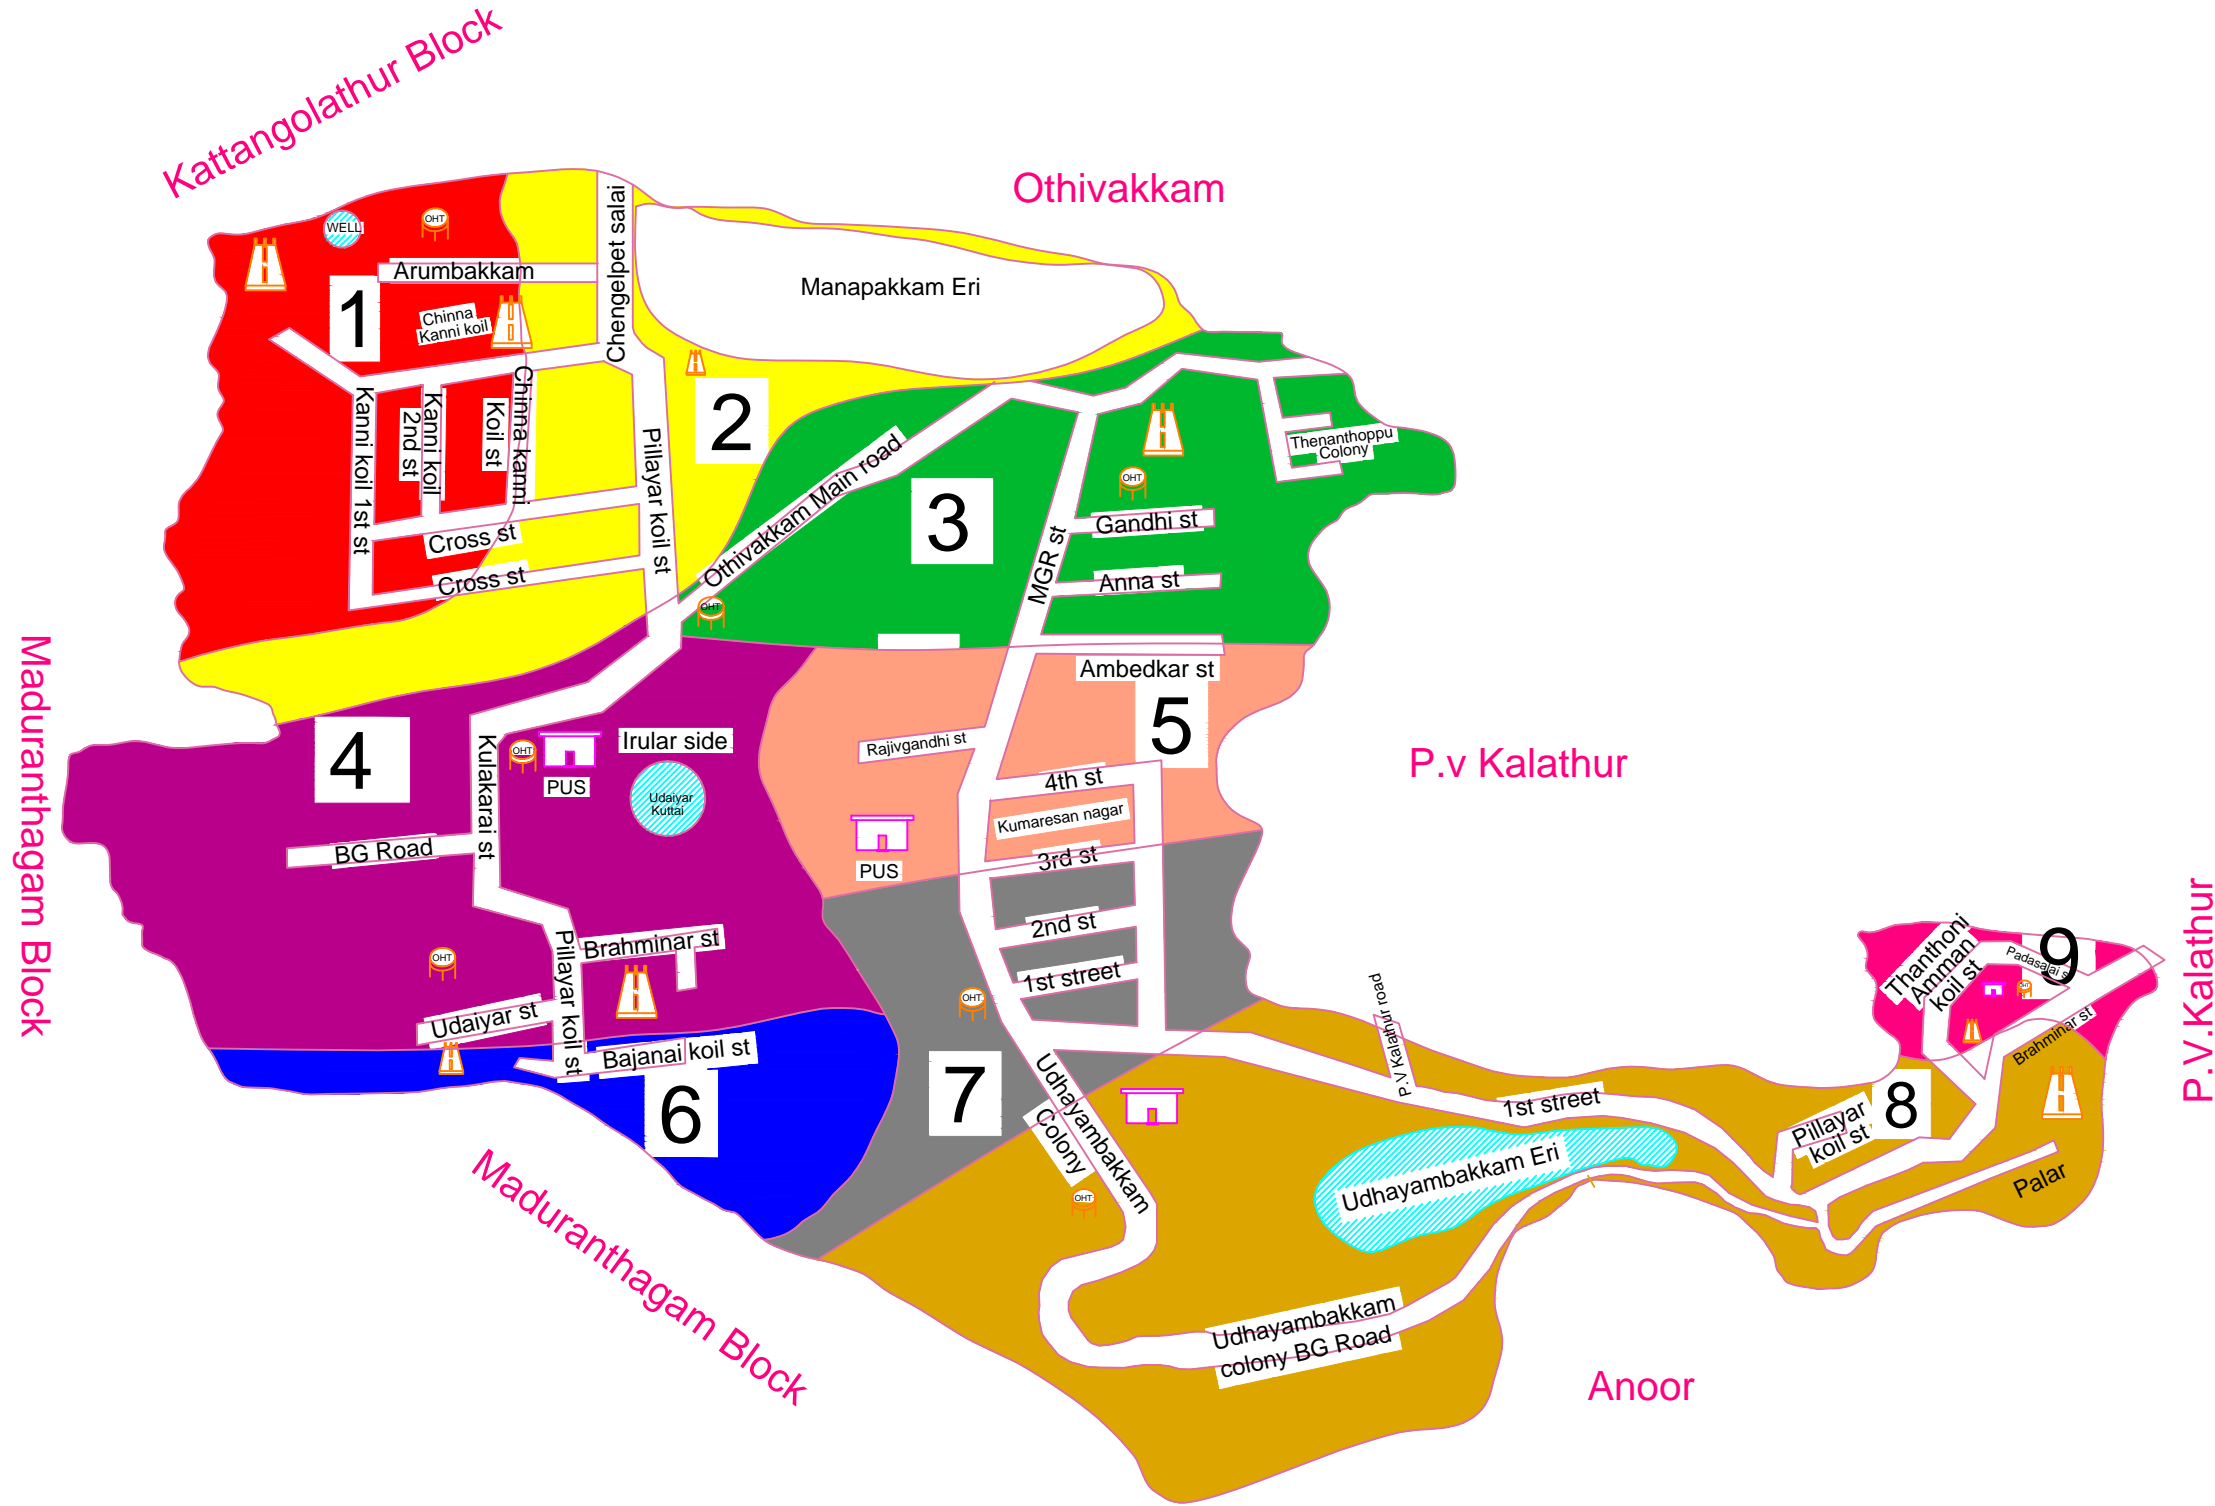 Kattangolathur Block
Othivakkam
WELL
OHT
Arumbakkam
Chengelpet salai
Manapakkam Eri
1
Chinna
Kanni koil
Kanni koil 1st st
Kanni koil
2nd st
Chinna kanni
Koil st
2
Pillayar koil st
Othivakkam Main road
Cross st
Cross st
OHT
3
MGR st
OHT
Thenanthoppu
Colony
Gandhi st
Anna st
Ambedkar st
Maduranthagam Block
4
Kulakarai st
OHT
PUS
Irular side
Udaiyar
Kuttai
BG Road
OHT
Pillayar koil st
Brahminar st
Udaiyar st
Bajanai koil st
6
5
Rajivgandhi st
4th st
Kumaresan nagar
PUS
3rd st
2nd st
1st street
P.v Kalathur
OHT
7
Udhayambakkam
Colony
OHT
P.V Kalathur road
1st street
Udhayambakkam Eri
Udhayambakkam
colony BG Road
Pillayar
koil st
8
Thanthoni
Amman
koil st
9
Padasalai s
OHT
Brahminar st
Palar
P.V.Kalathur
Maduranthagam Block
Anoor